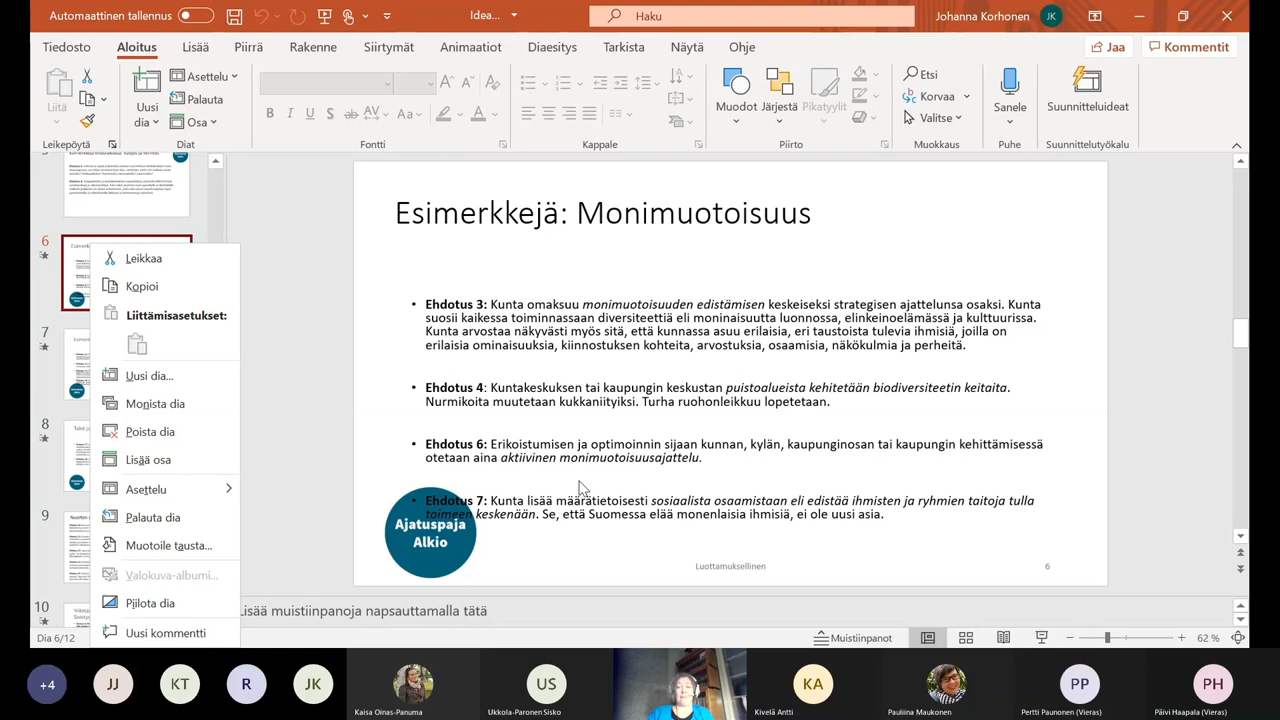 Automaattinen tallennus
Idea...
Haku
Johanna Korhonen
JK
Tiedosto
Aloitus
Lisää
Piirrä
Rakenne
Siirtymät
Animaatiot
Diaesitys
Tarkista
Näytä
Ohje
Jaa
Kommentit
Liitä
Uusi dia
Asettelu
Palauta
Osa
Muodot
Järjestä
Pikatyylit
Etsi
Korvaa
Valitse
Sanele
Suunnitteluideat
Leikepöytä
Diat
Fontti
Kappale
Piirto
Muokkaus
Puhe
Suunnittelutyökalu
6
7
8
9
10
Leikkaa
Kopioi
Liittämisasetukset:
Uusi dia...
Monista dia
Poista dia
Lisää osa
Asettelu
Palauta dia
Muotoile tausta...
Valokuva-albumi...
Piilota dia
Uusi kommentti
Esimerkkejä: Monimuotoisuus
• Ehdotus 3: Kunta omaksuu monimuotoisuuden edistämisen keskeiseksi strategisen ajattelunsa osaksi. Kunta
suosii kaikessa toiminnassaan diversiteettiä eli moninaisuutta luonnossa, elinkeinoelämässä ja kulttuurissa.
Kunta arvostaa näkyvästi myös sitä, että kunnassa asuu erilaisia, eri taustoista tulevia ihmisiä, joilla on
erilaisia ominaisuuksia, kiinnostuksen kohteita, arvostuksia, osaamisia, näkökulmia ja perheitä.
• Ehdotus 4: Kuntakeskuksen tai kaupungin keskustan puistoalueista kehitetään biodiversiteetin keitaita.
Nurmikoita muutetaan kukkaniityiksi. Turha ruohonleikkuu lopetetaan.
• Ehdotus 6: Erikoistumisen ja optimoinnin sijaan kunnan, kylän, kaupunginosan tai kaupungin kehittämisessä
otetaan aina aktiivinen monimuotoisuusajattelu.
• Ehdotus 7: Kunta lisää määrätietoisesti sosiaalista osaamistaan eli edistää ihmisten ja ryhmien taitoja tulla
toimeen keskenään. Se, että Suomessa elää monenlaisia ihmisiä, ei ole uusi asia.
Ajatuspaja
Alkio
Luottamuksellinen
6
Lisää muistiinpanoja napsauttamalla tätä
Dia 6/12
Muistiinpanot
62 %
+4
JJ
KT
R
JK
US
KA
PP
PH
Kaisa Oinas-Panuma
Ukkola-Paronen Sisko
Kivelä Antti
Pauliina Maukonen
Pertti Paunonen (Vieras)
Päivi Haapala (Vieras)